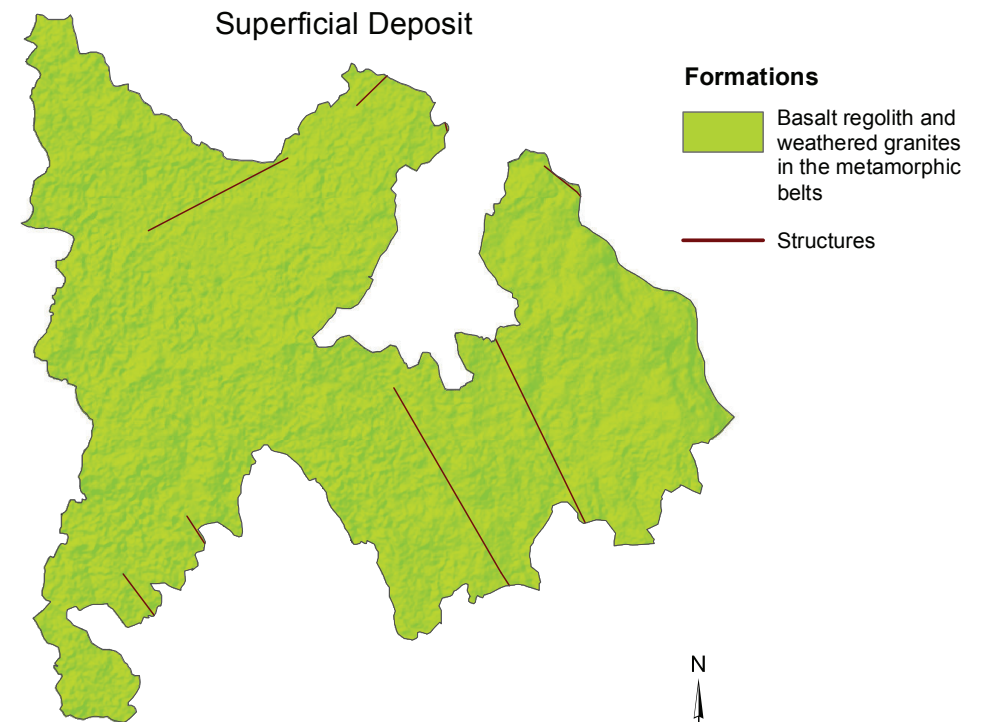 Superficial Deposit
Formations
Basalt regolith and
weathered granites
in the metamorphic
belts
Structures
N